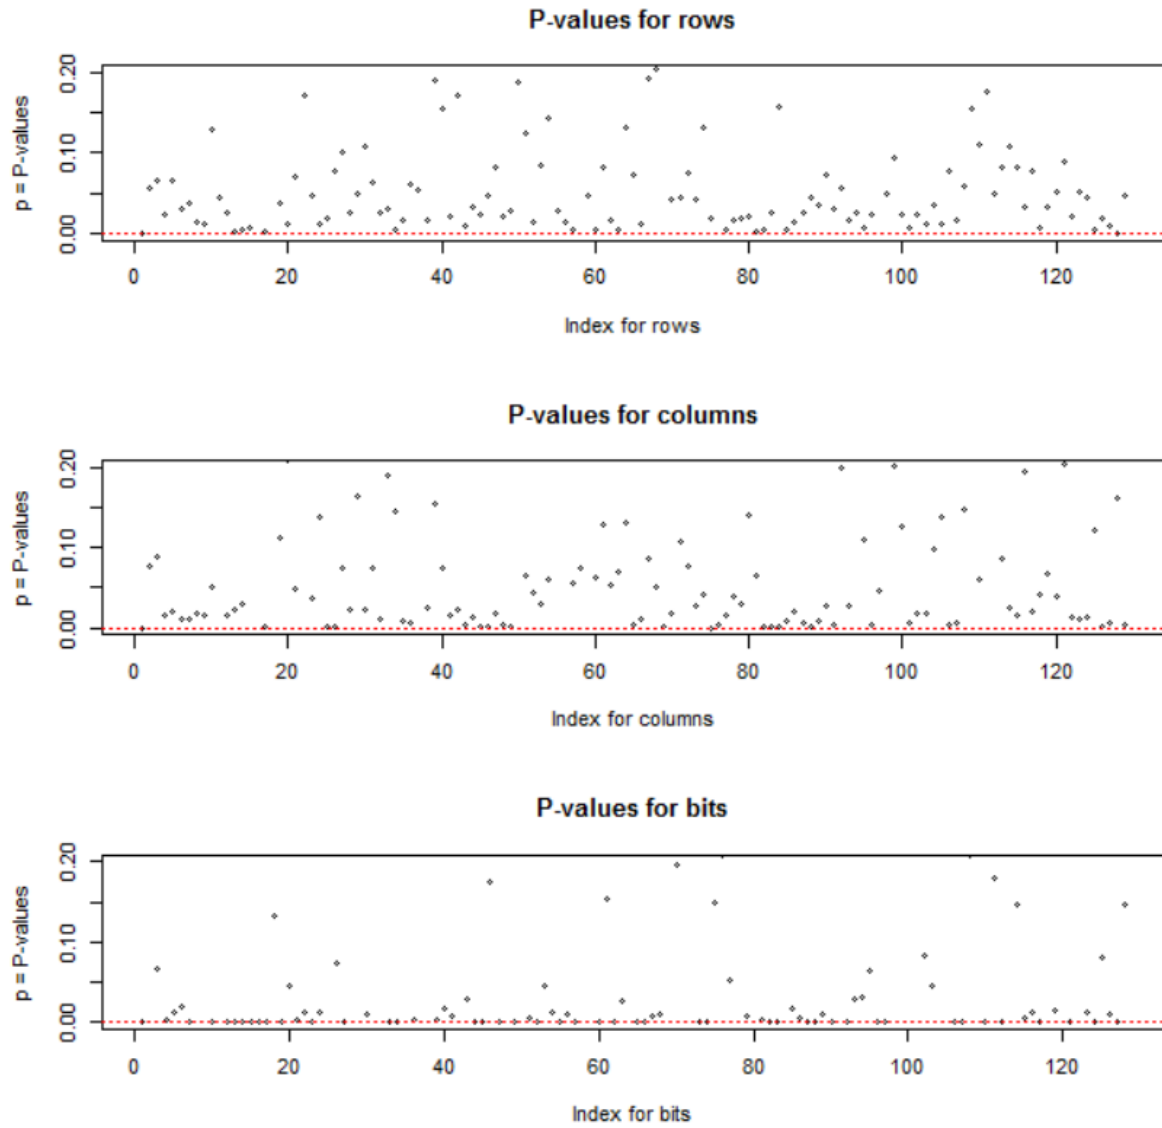 P-values for rows
p = P-values
0.20
0.10
0.00
0 20 40 60 80 100 120
Index for rows
P-values for columns
p = P-values
0.20
0.10
0.00
0 20 40 60 80 100 120
Index for columns
P-values for bits
p = P-values
0.20
0.10
0.00
0 20 40 60 80 100 120
Index for bits